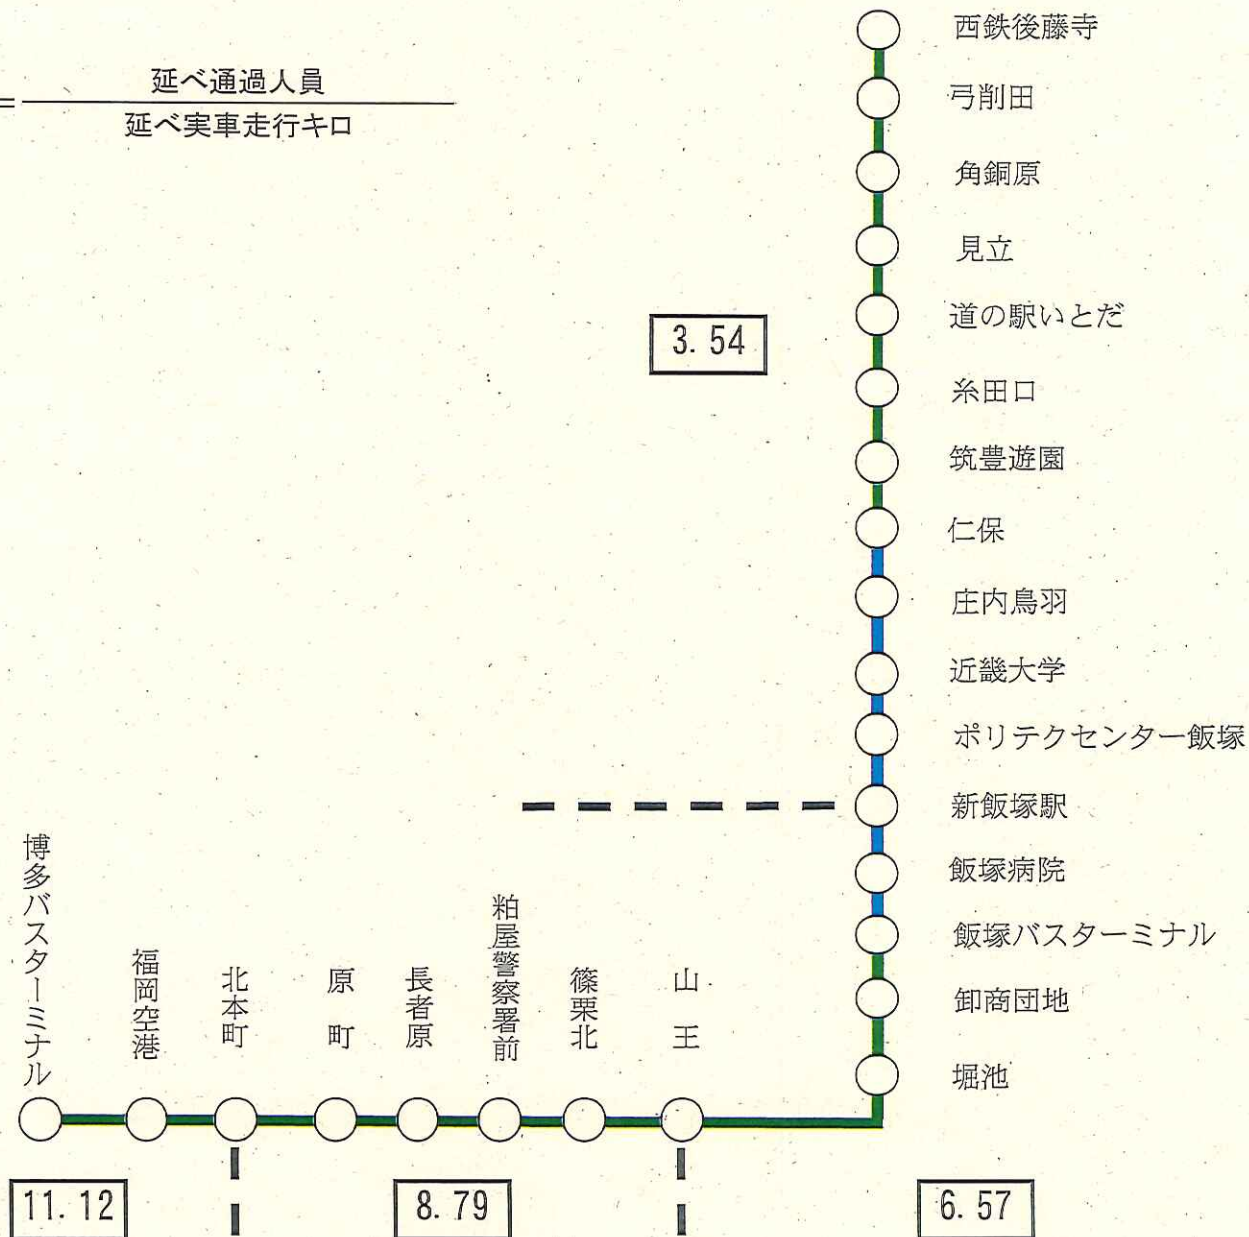 西鉄後藤寺
=
延べ通過人員
延べ実車走行キロ
弓削田
角銅原
見立
道の駅いとだ
3.54
糸田口
筑豊遊園
仁保
庄内鳥羽
近畿大学
ポリテクセンター飯塚
新飯塚駅
飯塚病院
飯塚バスターミナル
卸商団地
堀池
博多バスターミナル
福岡空港
北本町
原町
長者原
粕屋警察署前
篠栗北
山王
11.12
8.79
6.57